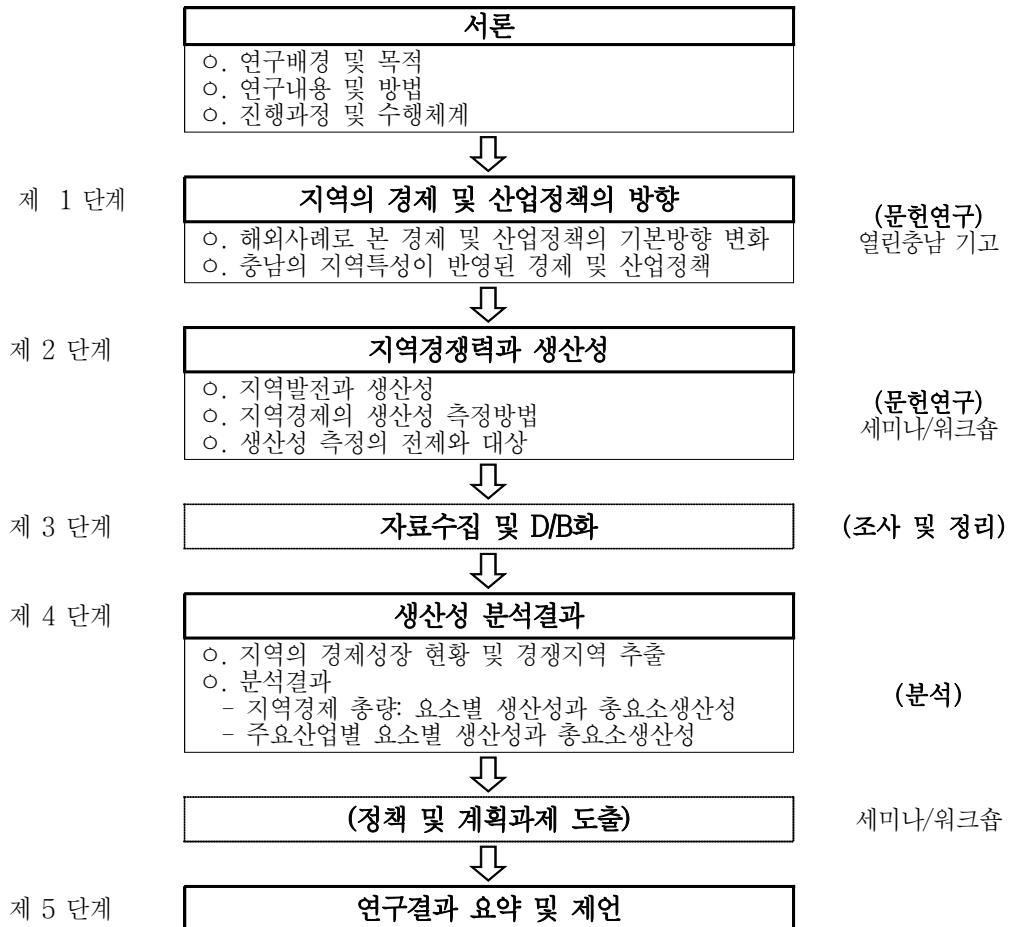 서론
ㅇ. 연구배경 및 목적
ㅇ. 연구내용 및 방법
ㅇ. 진행과정 및 수행체계
제 1 단계
지역의 경제 및 산업정책의 방향
ㅇ. 해외사례로 본 경제 및 산업정책의 기본방향 변화
ㅇ. 충남의 지역특성이 반영된 경제 및 산업정책
(문헌연구)
열린충남 기고
제 2 단계
지역경쟁력과 생산성
ㅇ. 지역발전과 생산성
ㅇ. 지역경제의 생산성 측정방법
ㅇ. 생산성 측정의 전제와 대상
(문헌연구)
세미나/워크숍
제 3 단계
자료수집 및 D/B화
(조사 및 정리)
제 4 단계
생산성 분석결과
ㅇ. 지역의 경제성장 현황 및 경쟁지역 추출
ㅇ. 분석결과
- 지역경제 총량: 요소별 생산성과 총요소생산성
- 주요산업별 요소별 생산성과 총요소생산성
(분석)
(정책 및 계획과제 도출)
세미나/워크숍
제 5 단계
연구결과 요약 및 제언